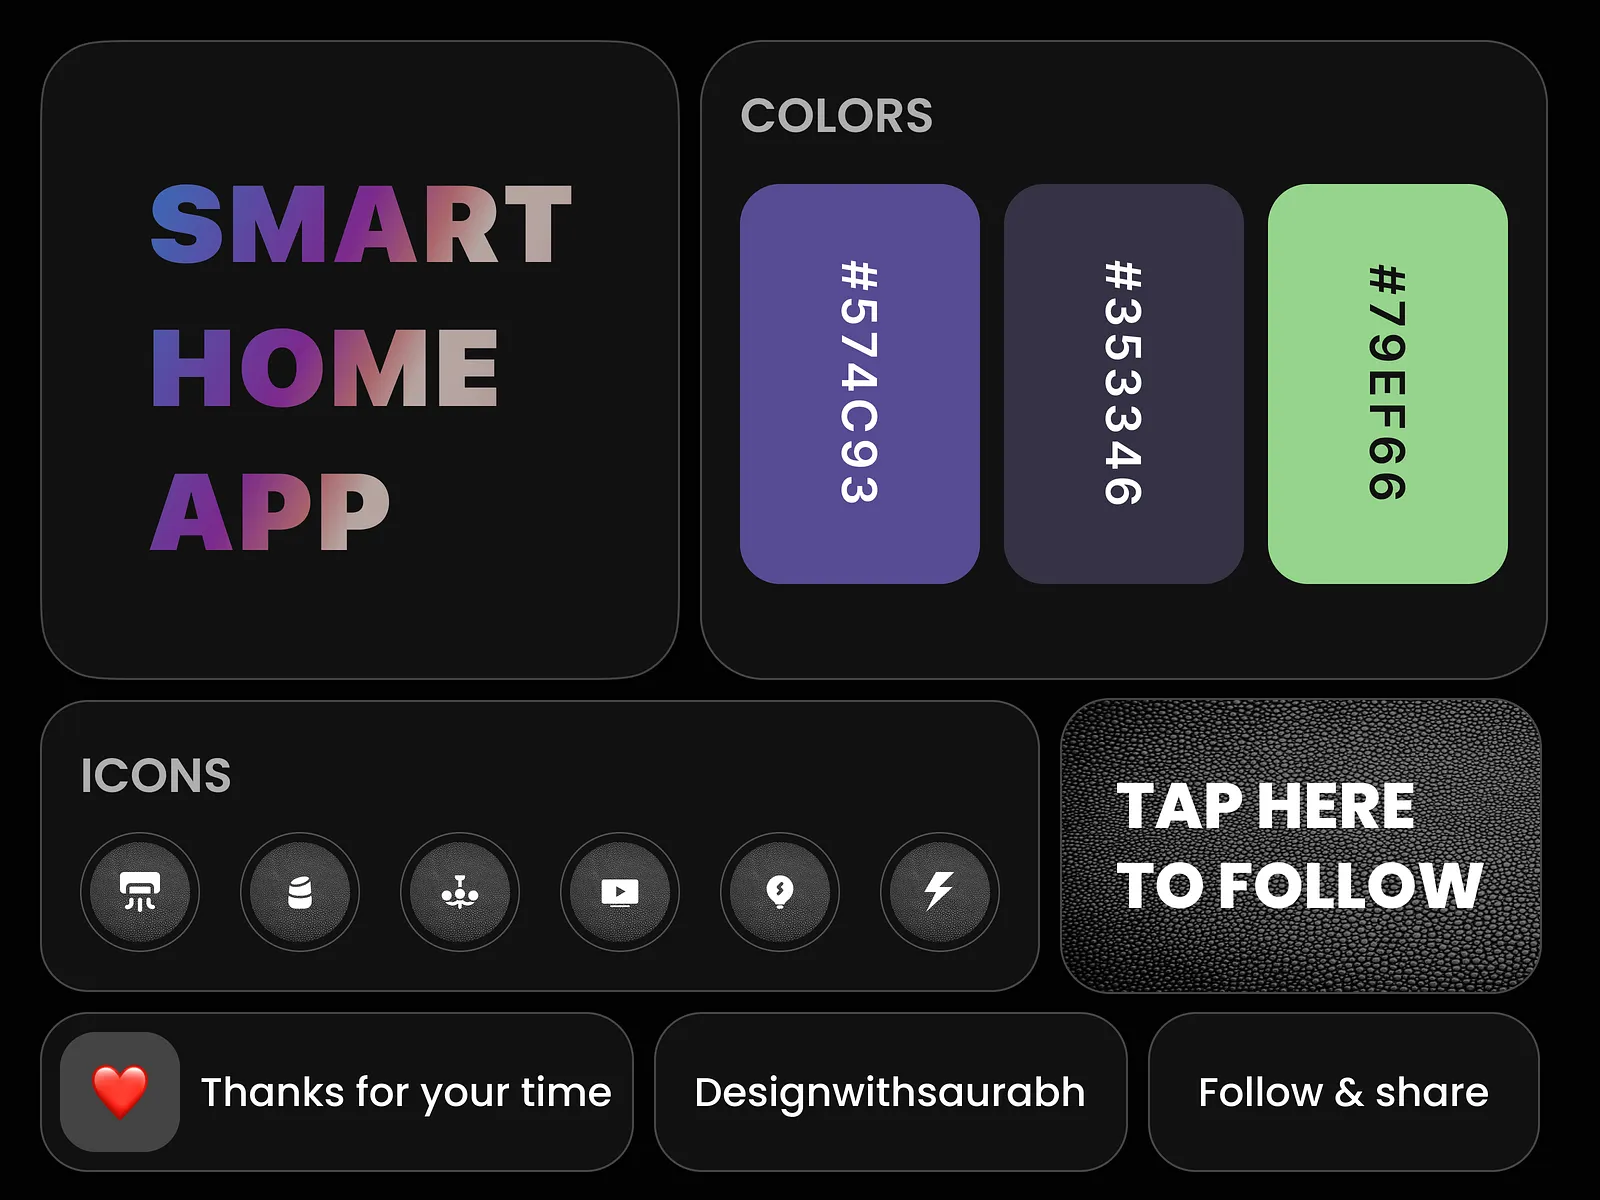 SMART
HOME
APP
COLORS
#574C93
#353346
#79EF66
ICONS
TAP HERE
TO FOLLOW
Thanks for your time
Designwithsaurabh
Follow & share